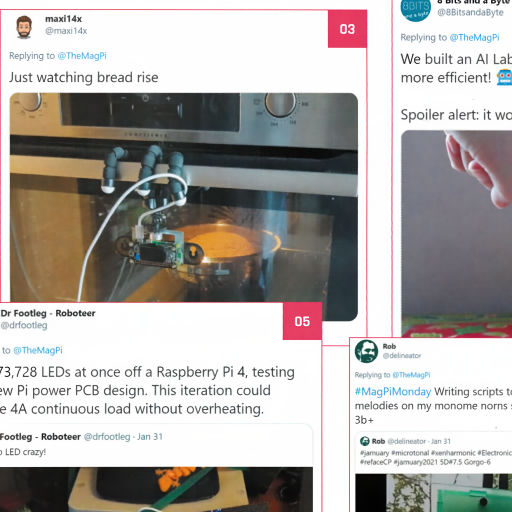 maxi14x
@maxi14x
03
Replying to @TheMagPi
Just watching bread rise
8BITS
and a byte
8 Bits and a Byte
@8BitsandaByte
Replying to @TheMagPi
We built an AI Lab
more efficient!
Spoiler alert: it wo
Dr Footleg - Roboteer
@drfootleg
05
to @TheMagPi
73,728 LEDs at once off a Raspberry Pi 4, testing
ew Pi power PCB design. This iteration could
e 4A continuous load without overheating.
Footleg - Roboteer @drfootleg · Jan 31
LED crazy!
Rob
@delineator
Replying to @TheMagPi
#MagPiMonday Writing scripts to
melodies on my monome norns s
3b+
Rob @delineator · Jan 31
#jamuary #microtonal #xenharmonic #Electronic
#refaceCP #jamuary2021 5D#7.5 Gorgo-6